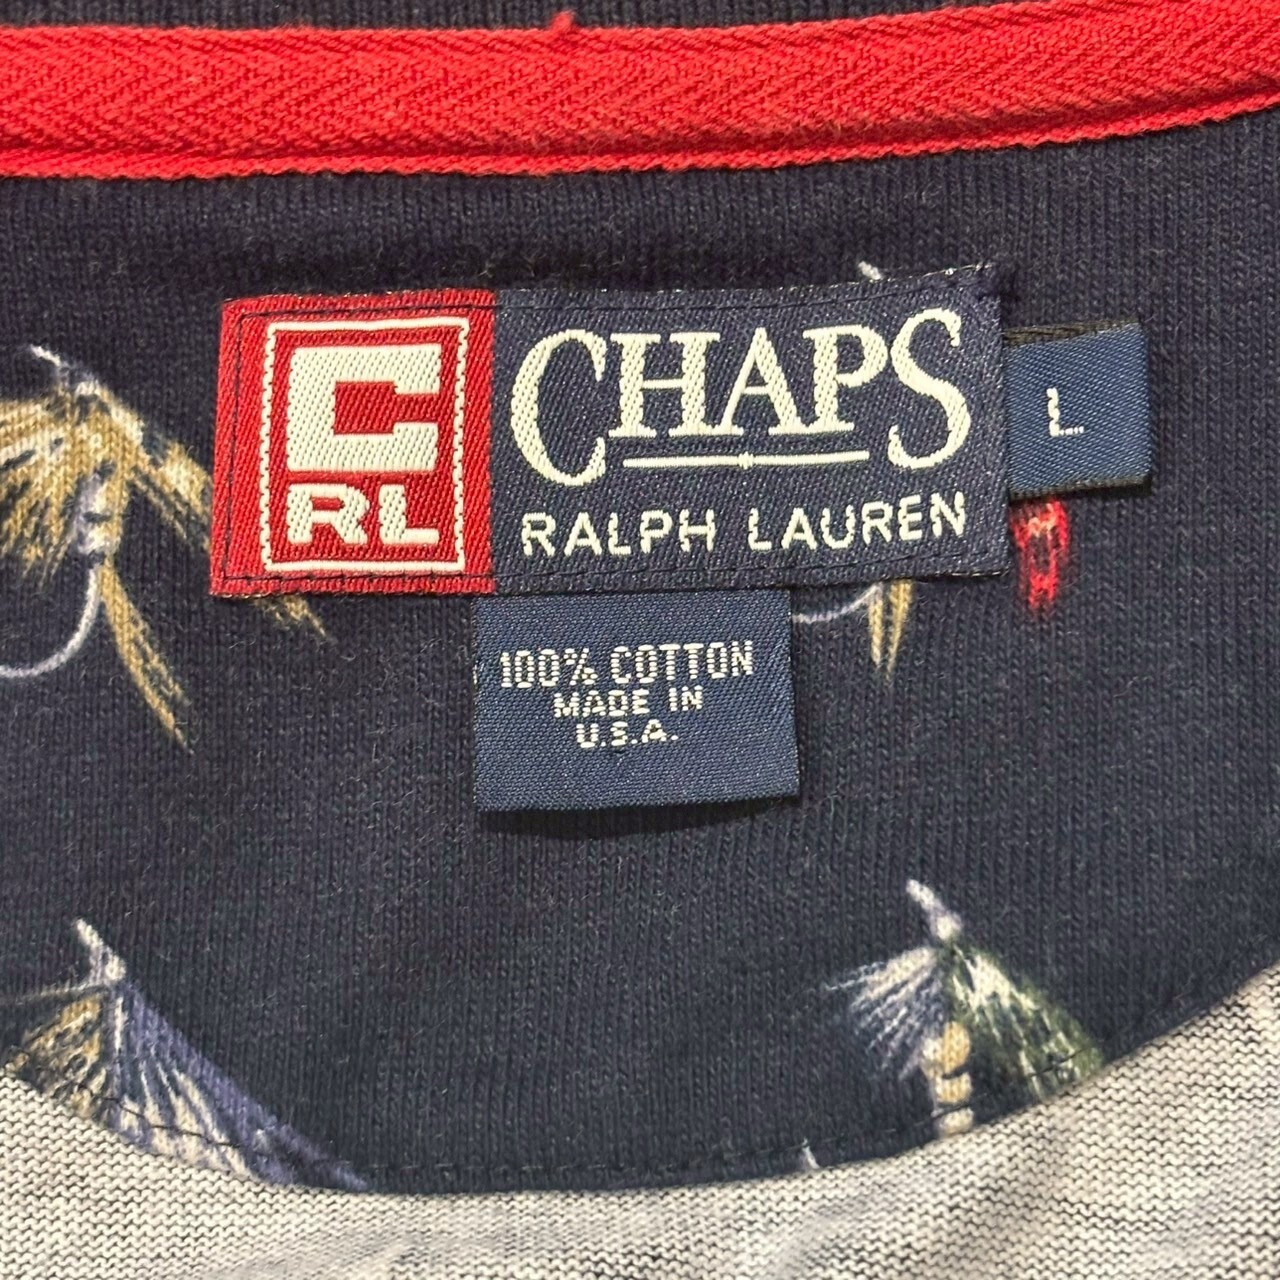 C
RL
CHAPS
RALPH LAUREN
L
100% COTTON
MADE IN
U.S.A.